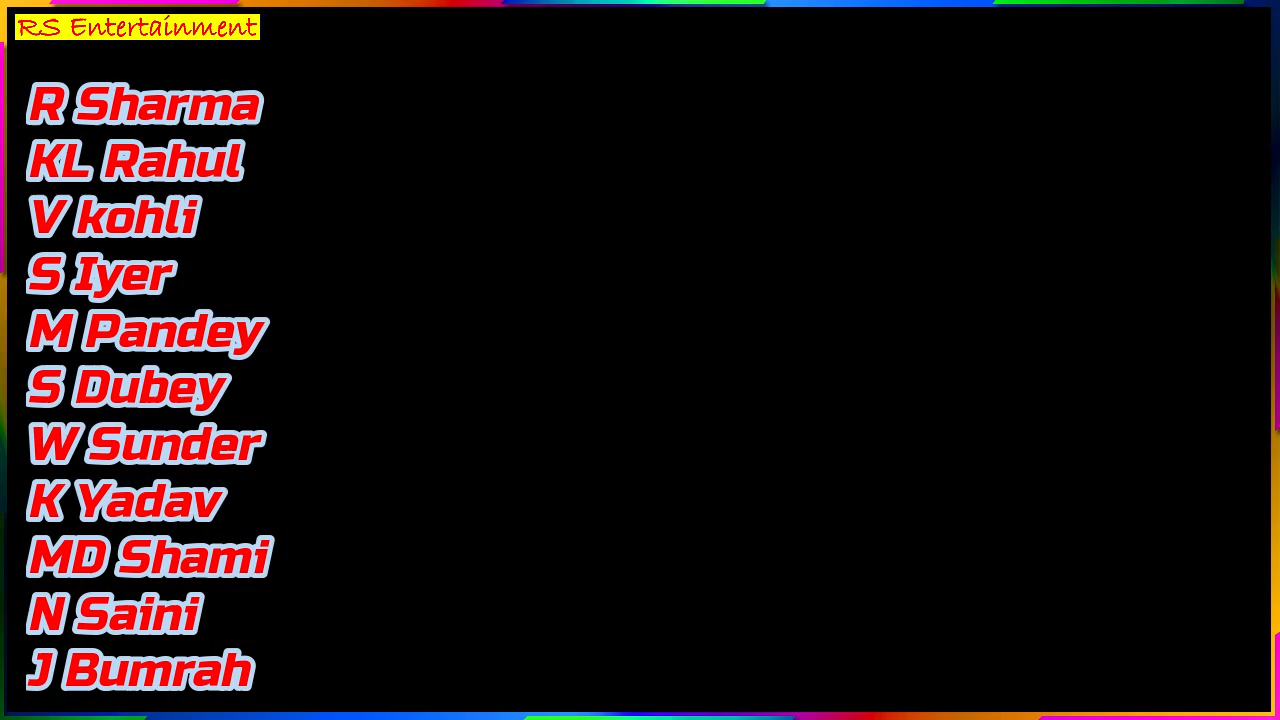 RS Entertainment
R Sharma
KL Rahul
V kohli
S Iyer
M Pandey
S Dubey
W Sunder
K Yadav
MD Shami
N Saini
J Bumrah